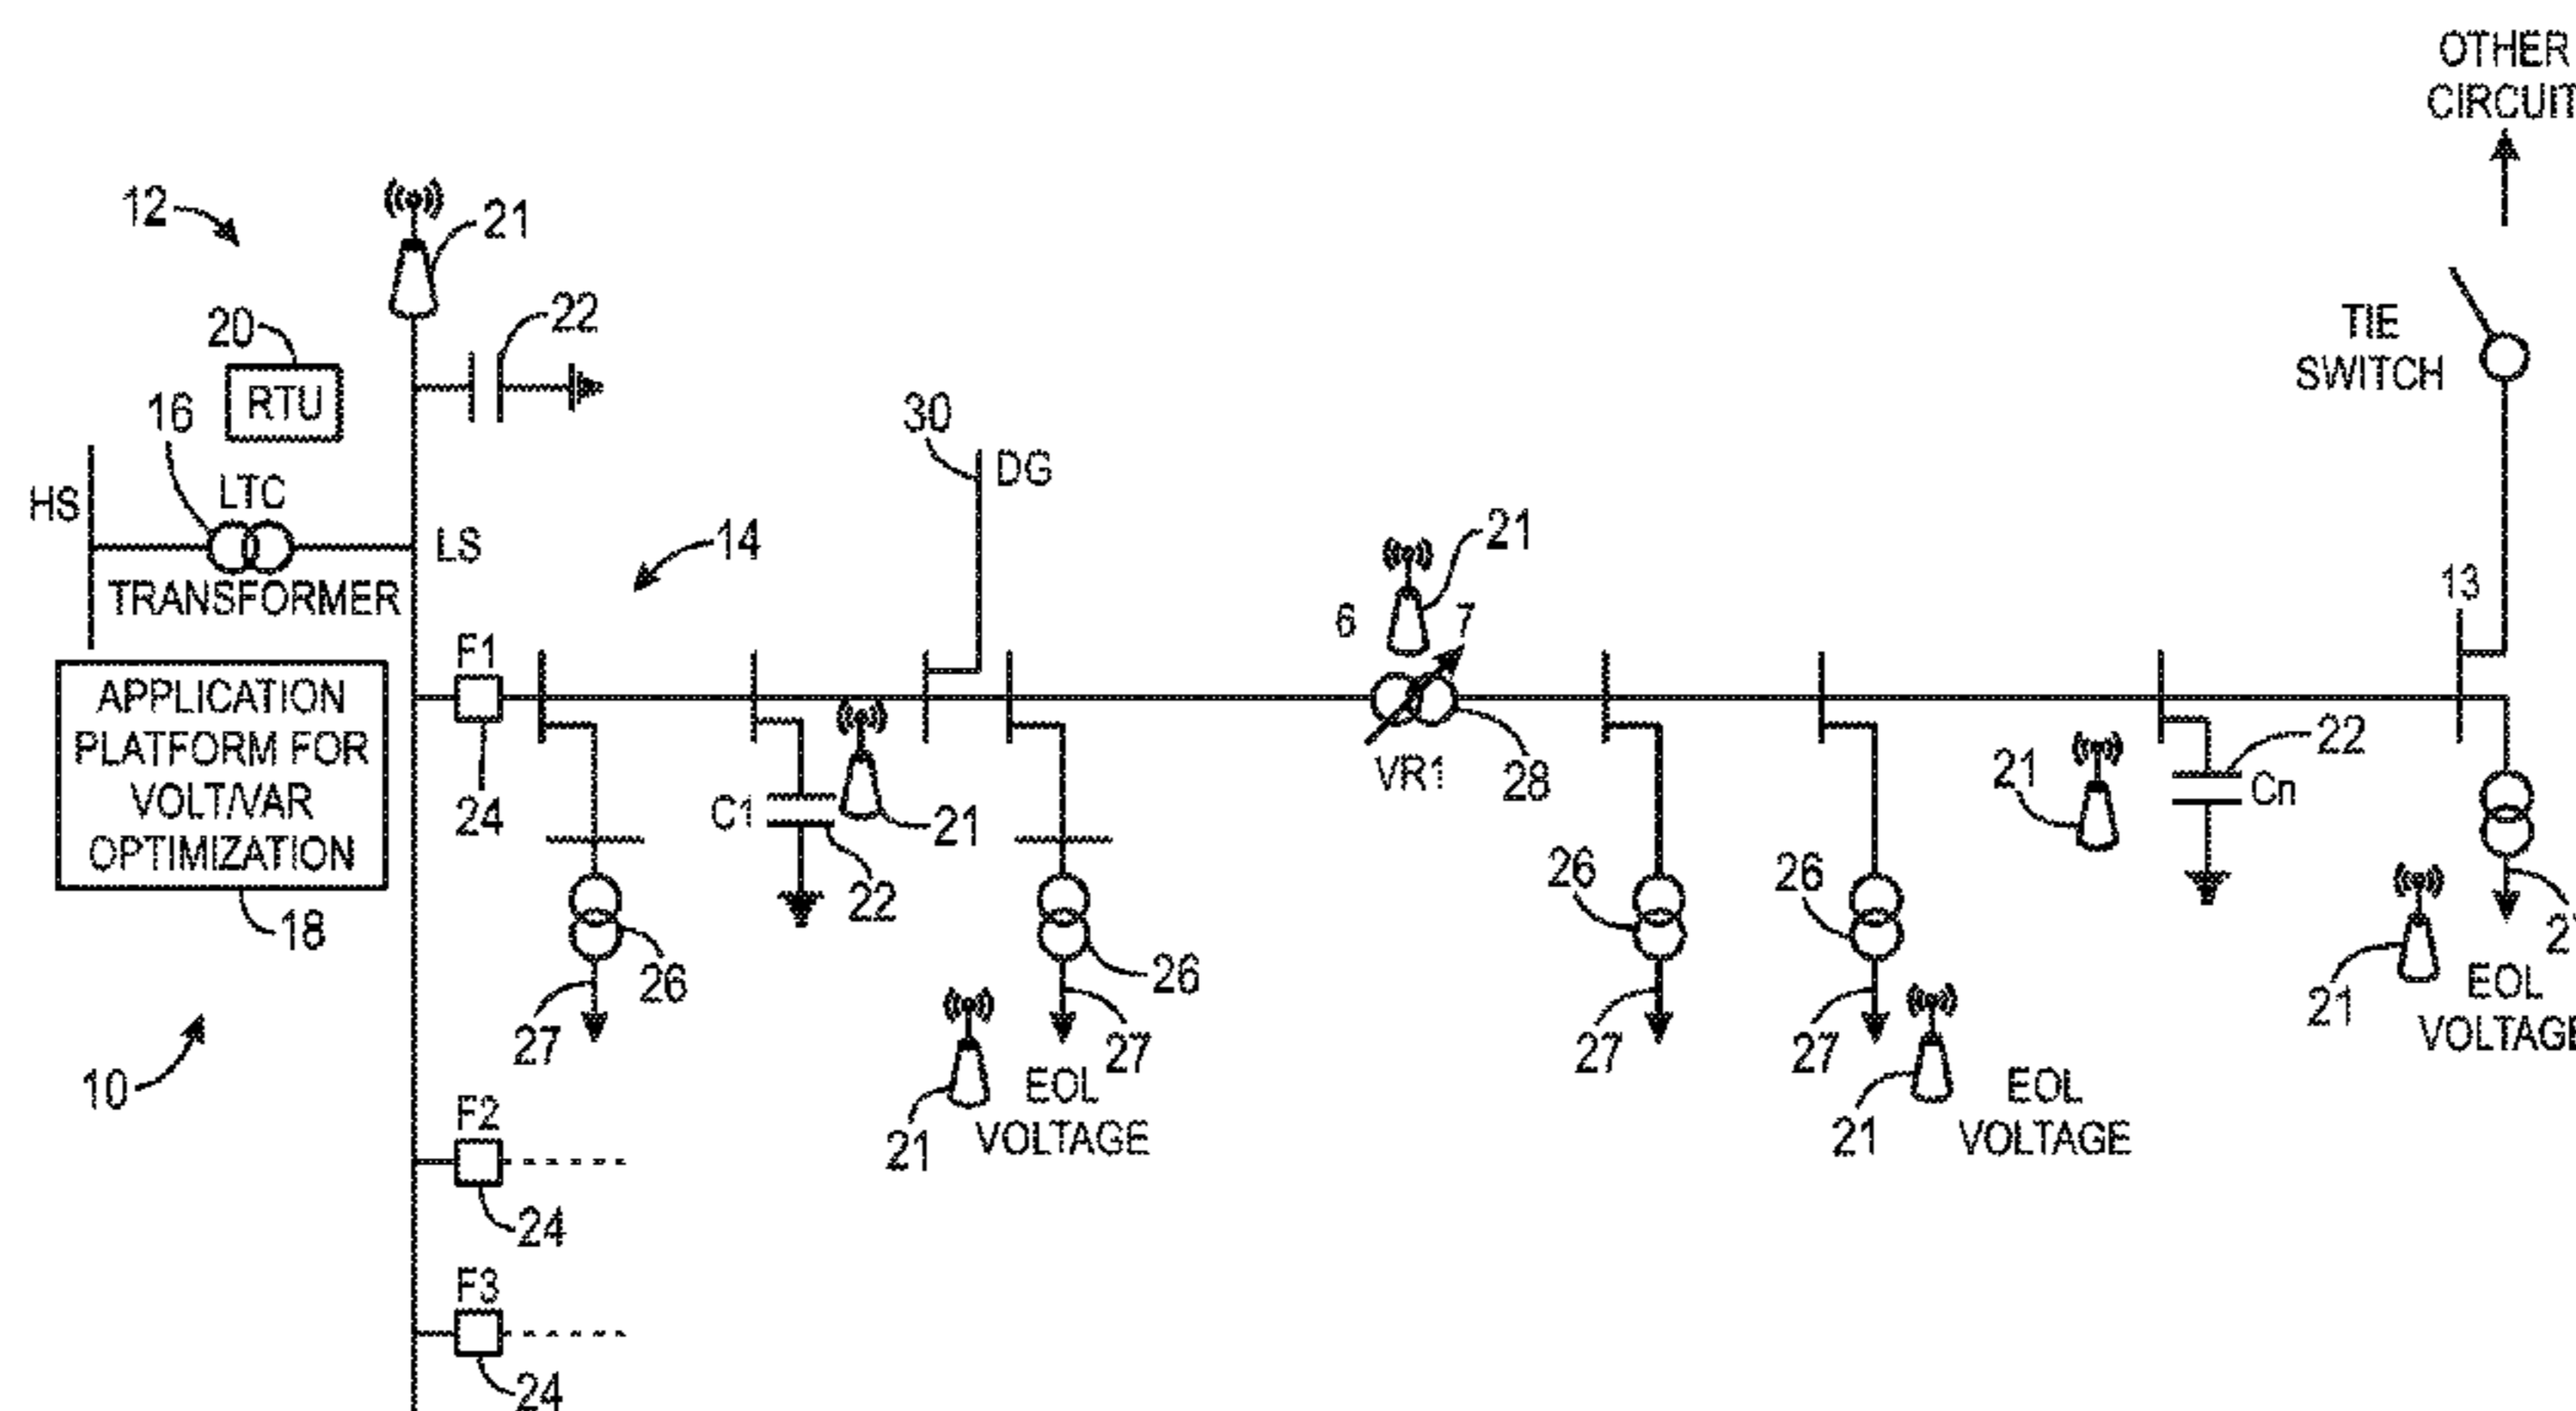 OTHER
CIRCUIT
12
21
20
22
RTU
TIE
SWITCH
16
30
DG
HS
LTC
LS
14
21
TRANSFORMER
6
7
13
F1
APPLICATION
PLATFORM FOR
VOLT/VAR
OPTIMIZATION
24
C1
21
22
VR1
28
21
22
Cn
18
26
27
26
27
26
27
26
27
21
EOL
VOLTAGE
21
EOL
VOLTAGE
21
EOL
VOLTAGE
10
F2
24
F3
24